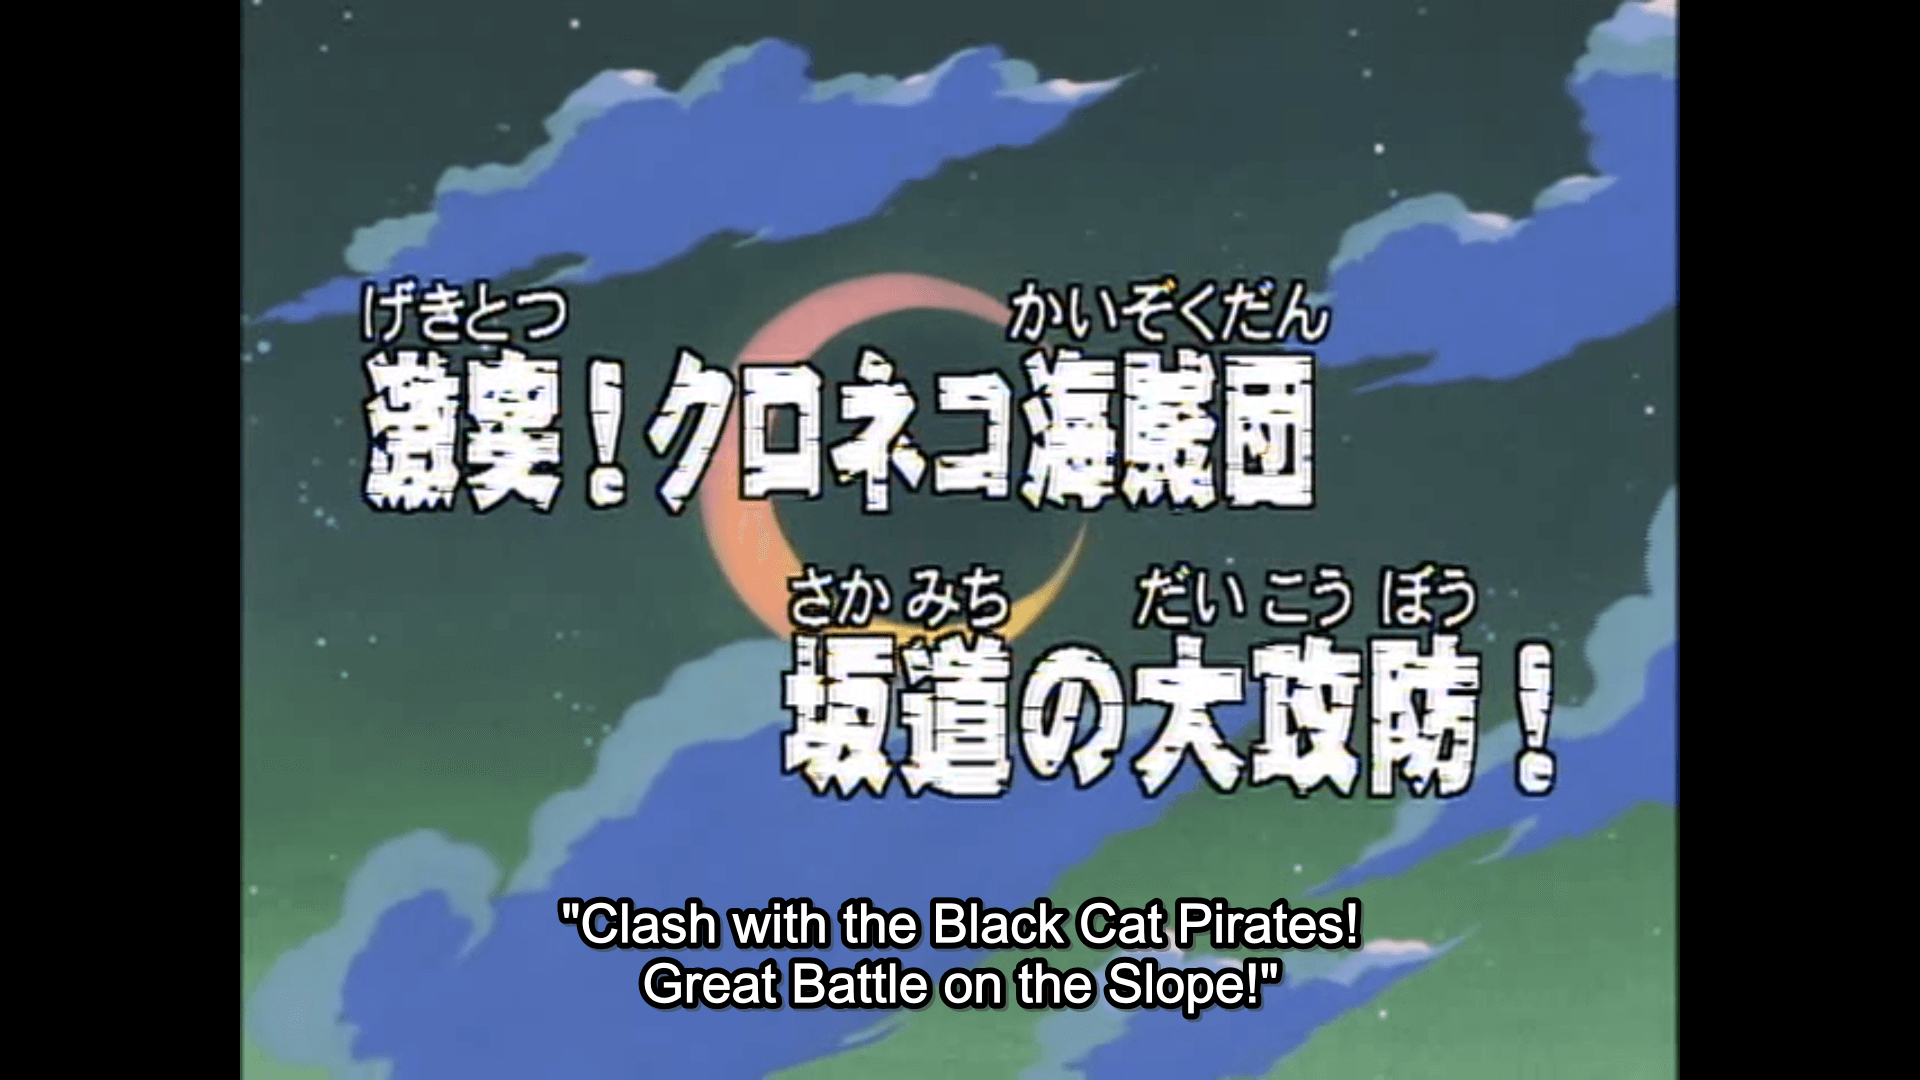 げきとつ かいぞくだん
激突!クロネコ海賊団
さか みち だい こう ぼう
坂道の大攻防!
"Clash with the Black Cat Pirates!
Great Battle on the Slope!"